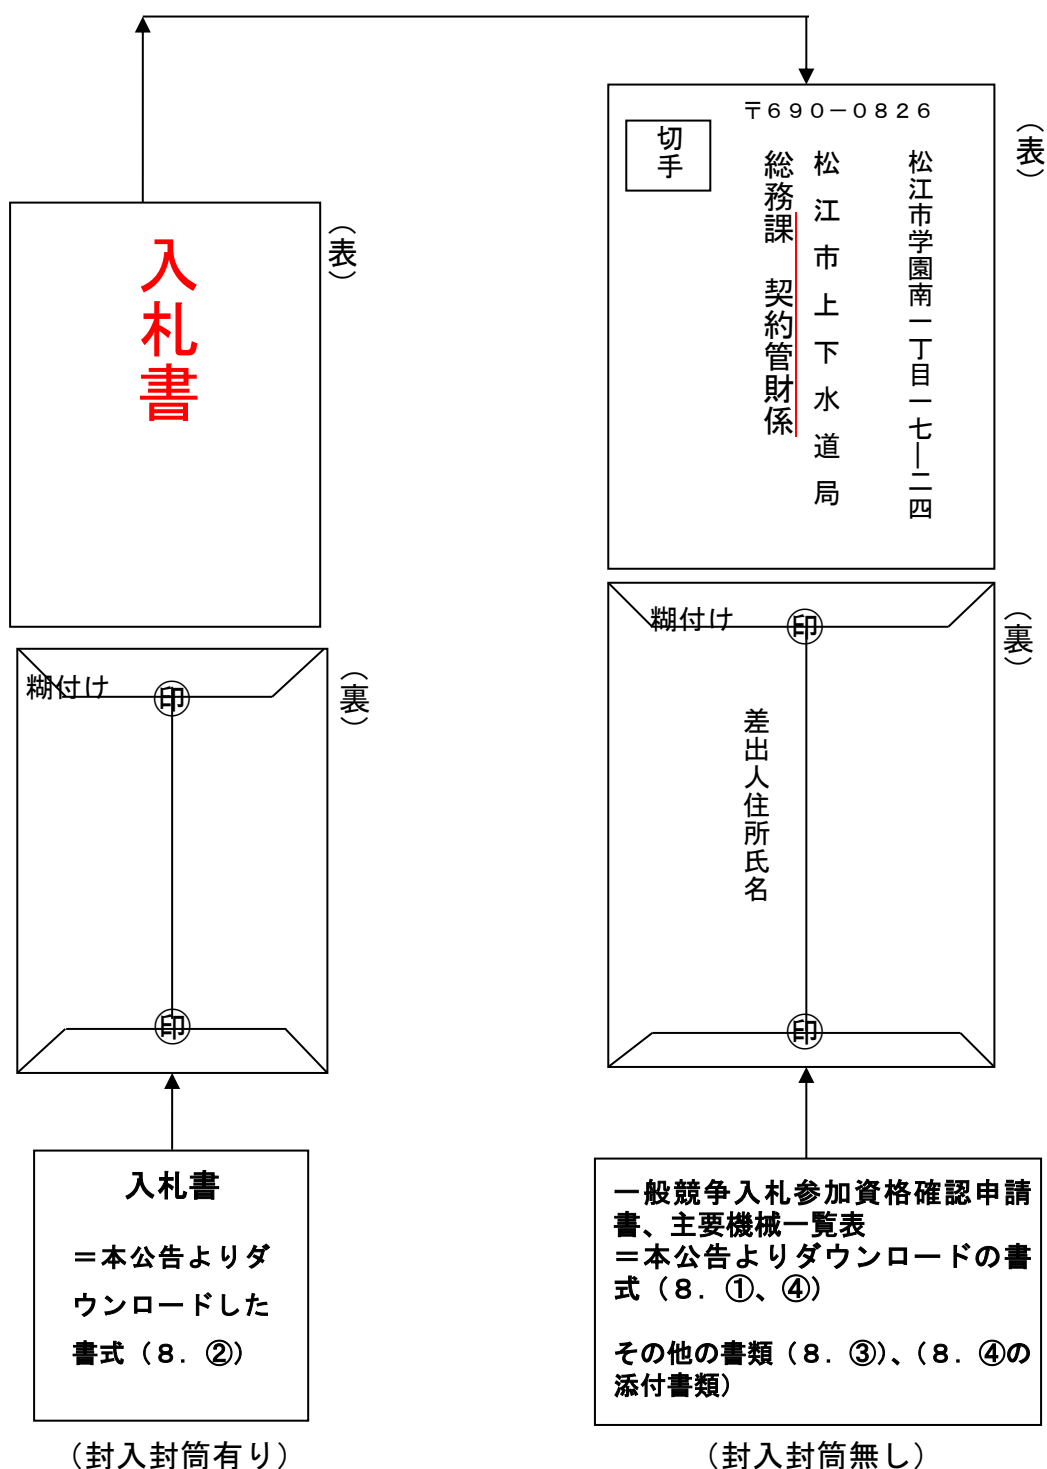 入札書
（表）
糊付け
印
（裏）
印
入札書
＝本公告よりダ
ウンロードした
書式（８．②）
（封入封筒有り）
〒６９０－０８２６
切手
松江市学園南一丁目一七―二四
松江市上下水道局
総務課　契約管財係
（表）
糊付け
印
（裏）
差出人住所氏名
印
一般競争入札参加資格確認申請
書、主要機械一覧表
＝本公告よりダウンロードの書
式（８．①、④）
その他の書類（８．③）、（８．④の
添付書類）
（封入封筒無し）